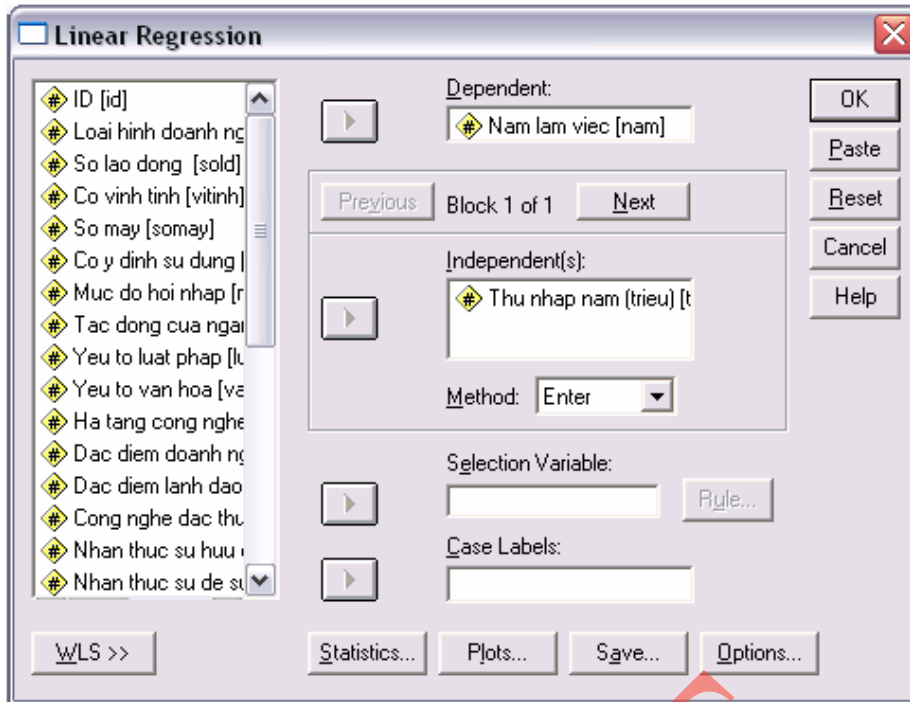 Linear Regression
ID [id]
Loai hinh doanh ng
So lao dong [sold]
Co vinh tinh [vitinh]
So may [somay]
Co y dinh su dung [
Muc do hoi nhap [r
Tac dong cua ngar
Yeu to luat phap [lu
Yeu to van hoa [va
Ha tang cong nghe
Dac diem doanh ng
Dac diem lanh dao
Cong nghe dac thu
Nhan thuc su huu
Nhan thuc su de su
WLS >>
Dependent:
Nam lam viec [nam]
Previous
Block 1 of 1
Next
Independent(s):
Thu nhap nam (trieu) [t
Method:
Enter
Selection Variable:
Rule...
Case Labels:
Statistics...
Plots...
Save...
Options...
OK
Paste
Reset
Cancel
Help